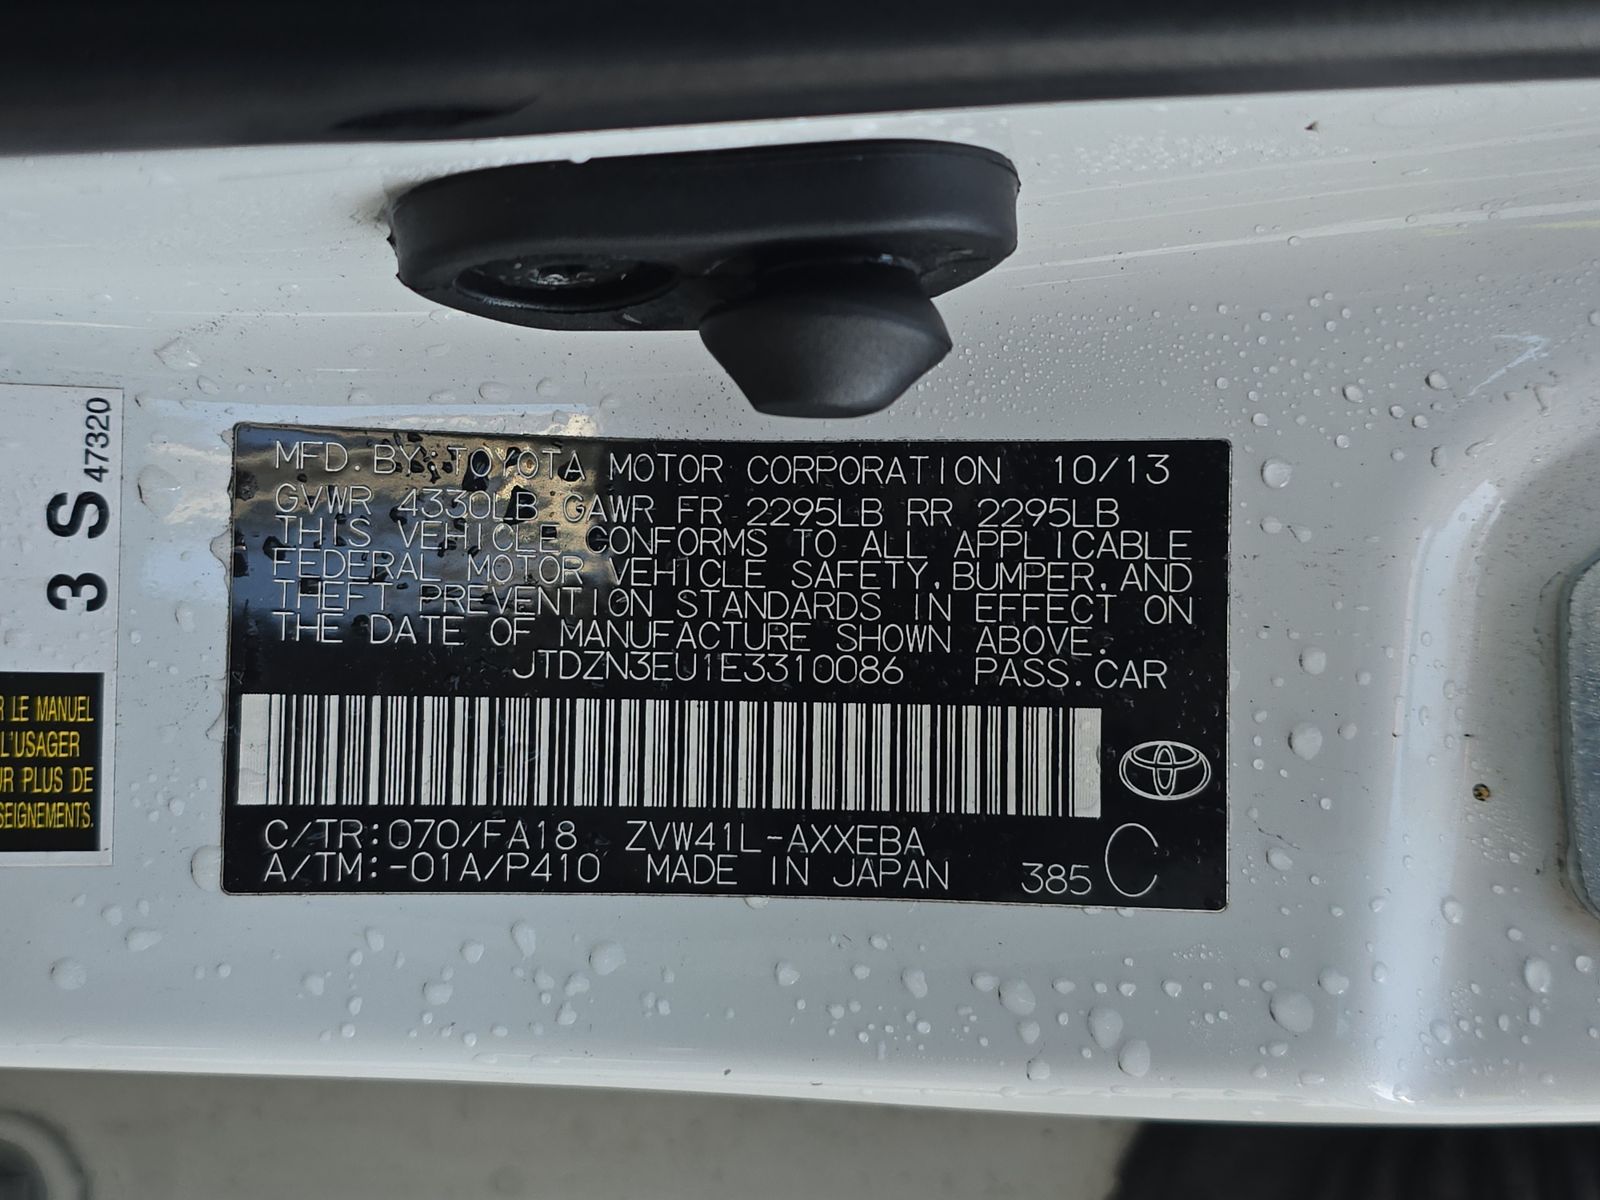 3 S 47320
R LE MANUEL
L'USAGER
UR PLUS DE
SEIGNEMENTS.
MFD. BY: TOYOTA MOTOR CORPORATION 10/13
GVWR 4330LB GAWR FR 2295LB RR 2295LB
THIS VEHICLE CONFORMS TO ALL APPLICABLE
FEDERAL MOTOR VEHICLE SAFETY, BUMPER, AND
THEFT PREVENTION STANDARDS IN EFFECT ON
THE DATE OF MANUFACTURE SHOWN ABOVE.
JTDZN3EU1E3310086 PASS. CAR
C/TR: 070/FA18 ZVW41L-AXXEBA
A/TM: -01A/P410 MADE IN JAPAN 385 C